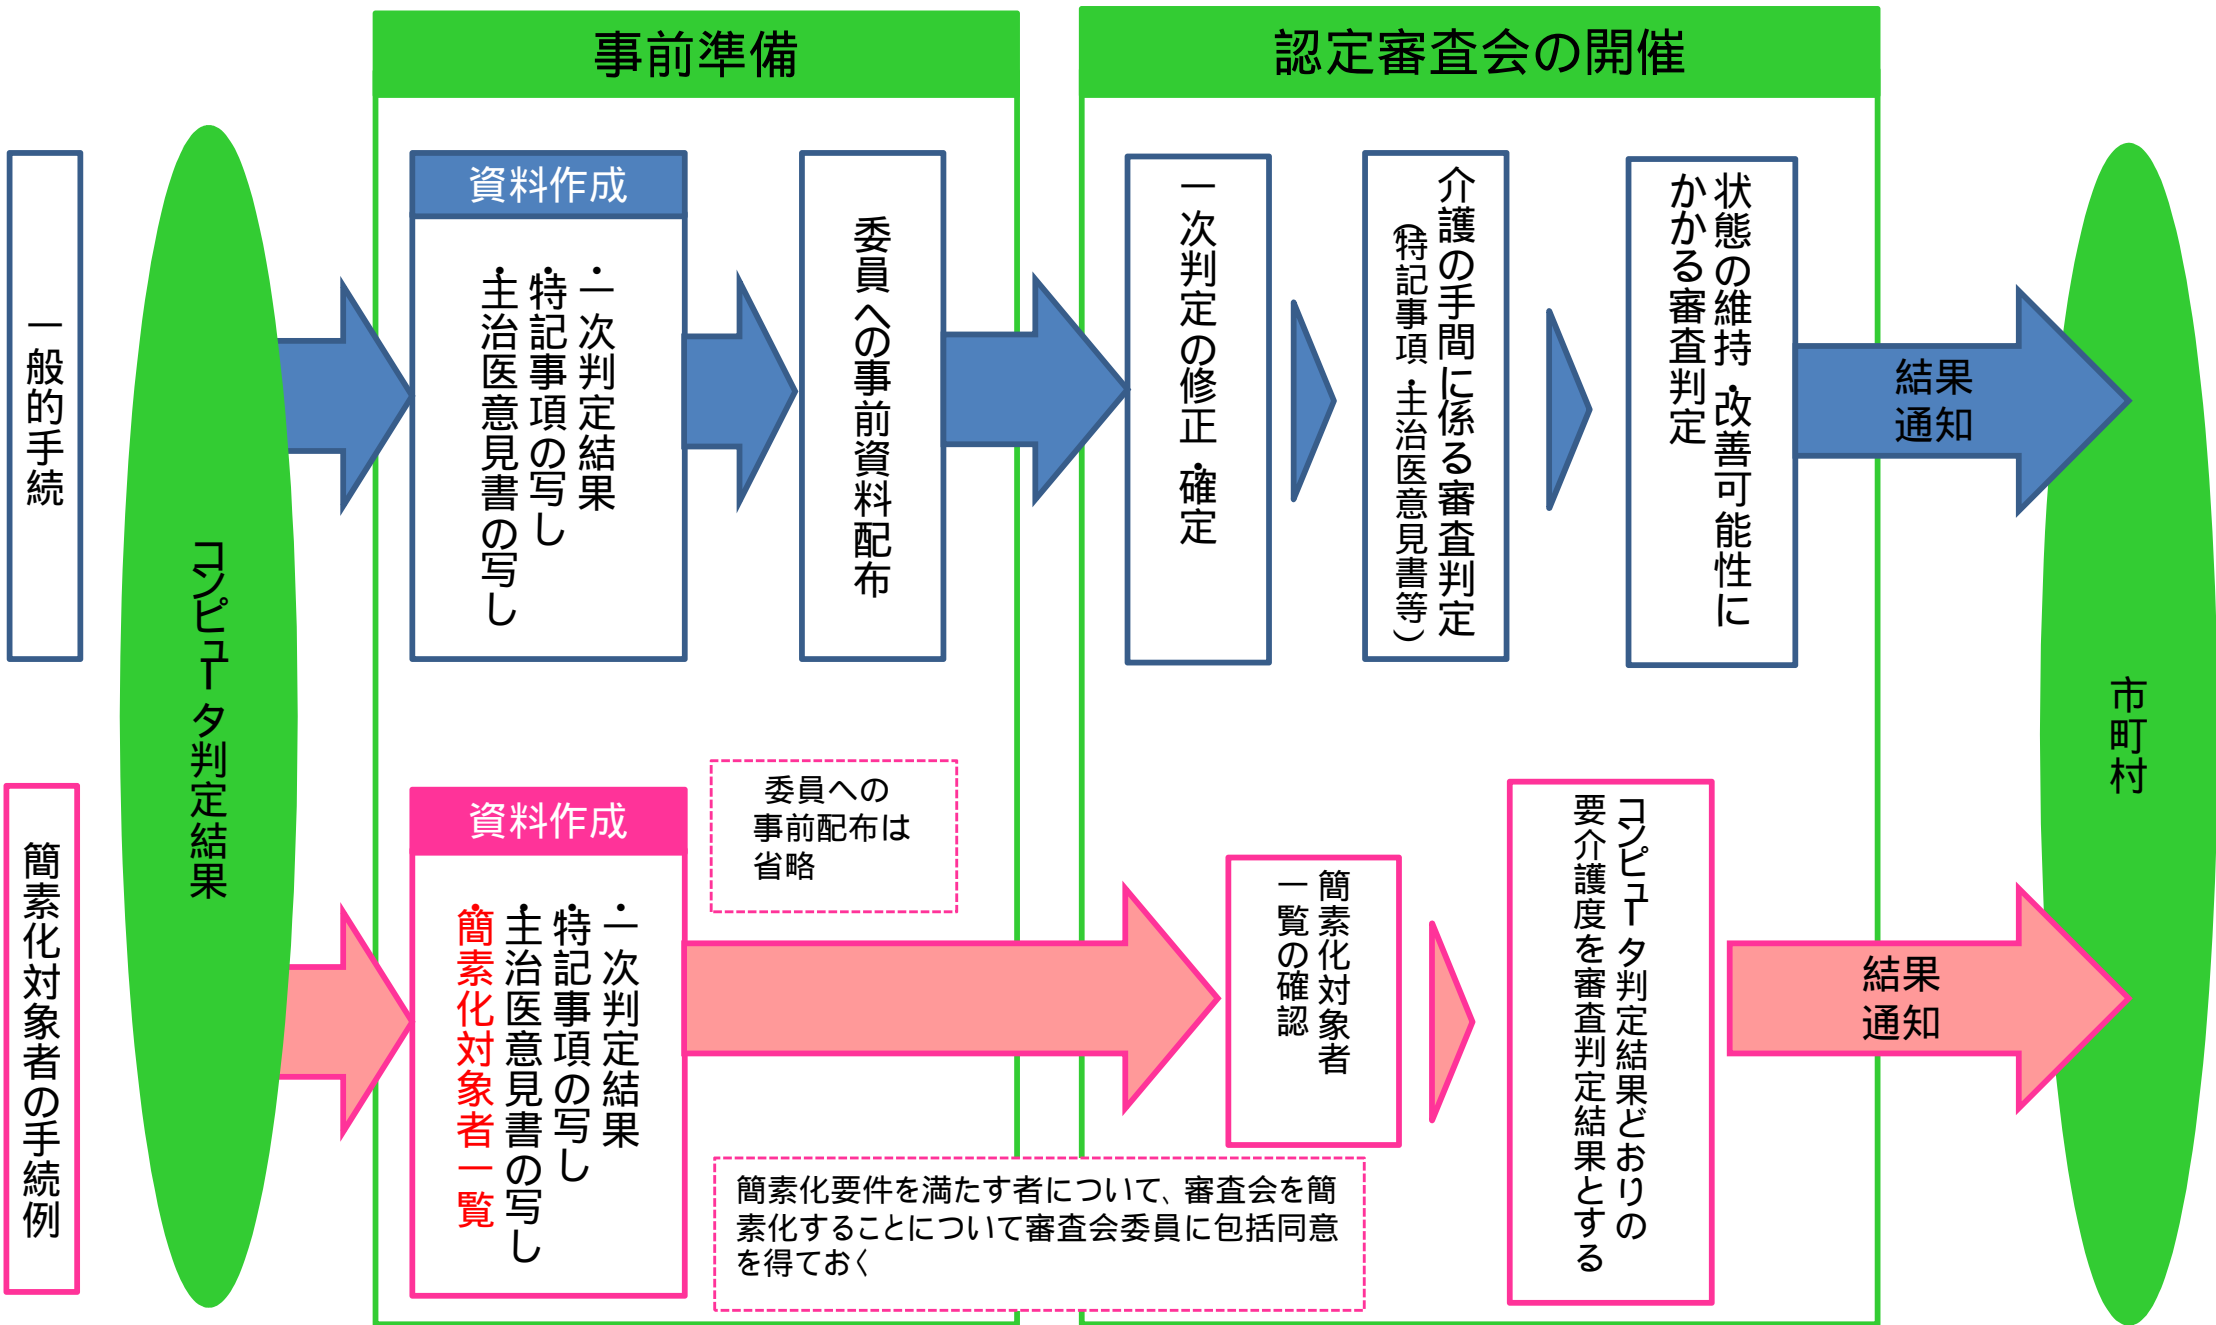 事前準備
認定審査会の開催
一般的手続
コンピュータ判定結果
資料作成
・一次判定結果
・特記事項の写し
・主治医意見書の写し
委員への事前資料配布
一次判定の修正・確定
介護の手間に係る審査判定
(特記事項・主治医意見書等)
状態の維持・改善可能性に
かかる審査判定
結果
通知
市町村
簡素化対象者の手続例
資料作成
・一次判定結果
・特記事項の写し
・主治医意見書の写し
・簡素化対象者一覧
委員への
事前配布は
省略
簡素化要件を満たす者について、審査会を簡
素化することについて審査会委員に包括同意
を得ておく
簡素化対象者
一覧の確認
コンピュータ判定結果どおりの
要介護度を審査判定結果とする
結果
通知